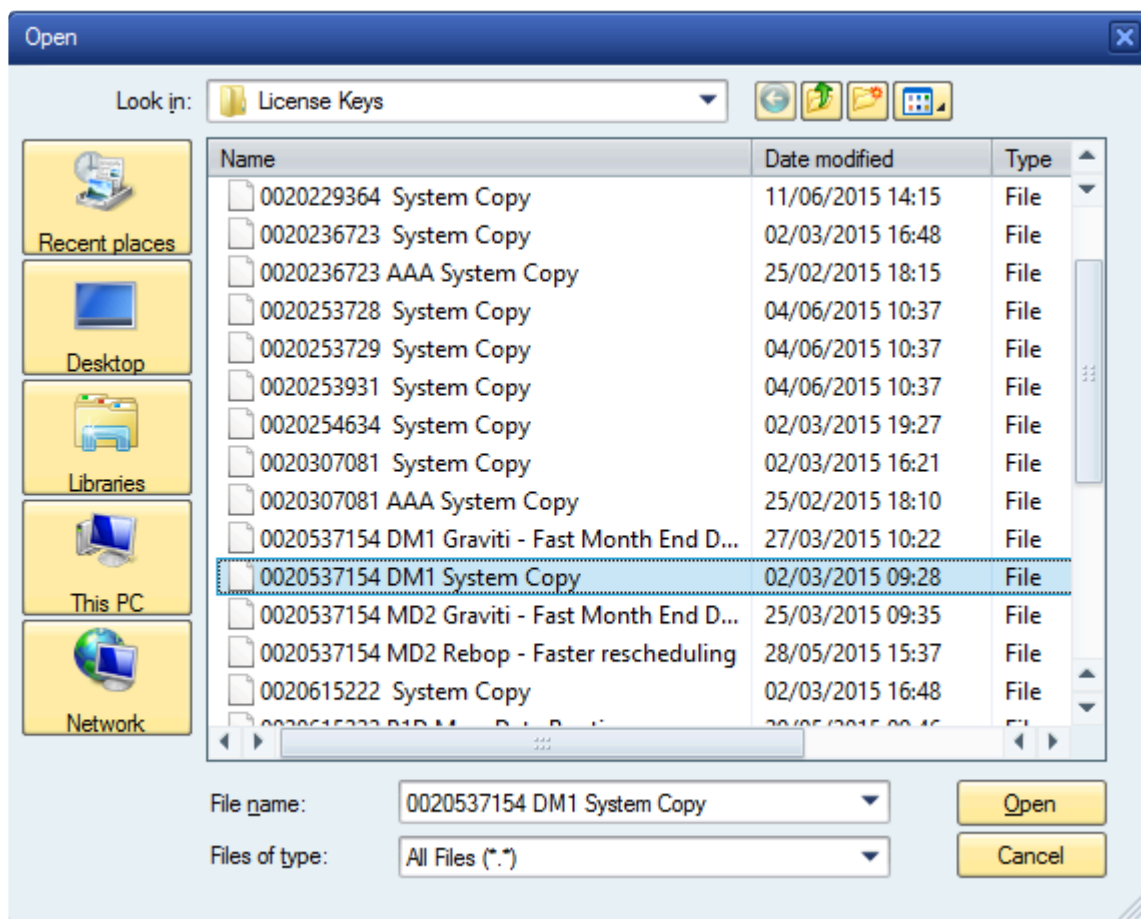 Open
Look in: License Keys
Recent places
Desktop
Libraries
This PC
Network
Name Date modified Type
0020229364  System Copy 11/06/2015 14:15 File
0020236723  System Copy 02/03/2015 16:48 File
0020236723 AAA System Copy 25/02/2015 18:15 File
0020253728  System Copy 04/06/2015 10:37 File
0020253729  System Copy 04/06/2015 10:37 File
0020253931  System Copy 04/06/2015 10:37 File
0020254634  System Copy 02/03/2015 19:27 File
0020307081  System Copy 02/03/2015 16:21 File
0020307081 AAA System Copy 25/02/2015 18:10 File
0020537154 DM1 Graviti - Fast Month End D... 27/03/2015 10:22 File
0020537154 DM1 System Copy 02/03/2015 09:28 File
0020537154 MD2 Graviti - Fast Month End D... 25/03/2015 09:35 File
0020537154 MD2 Rebop - Faster rescheduling 28/05/2015 15:37 File
0020615222  System Copy 02/03/2015 16:48 File
File name: 0020537154 DM1 System Copy
Open
Files of type: All Files (*.*)
Cancel